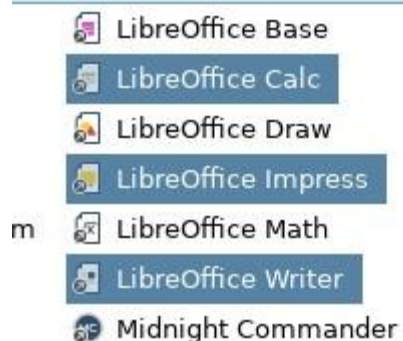 LibreOffice Base
LibreOffice Calc
LibreOffice Draw
LibreOffice Impress
m LibreOffice Math
LibreOffice Writer
Midnight Commander